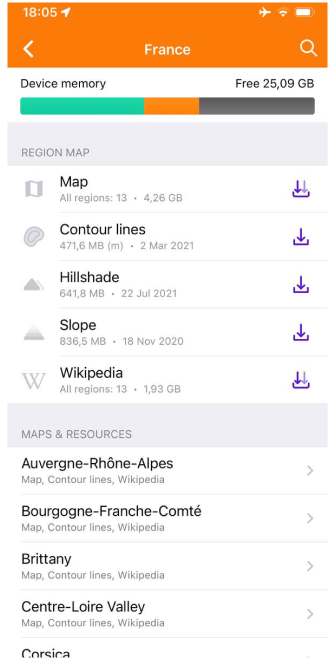 18:05
France
Device memory Free 25,09 GB
REGION MAP
Map
All regions: 13 • 4,26 GB
Contour lines
471,6 MB (m) • 2 Mar 2021
Hillshade
641,8 MB • 22 Jul 2021
Slope
836,5 MB • 18 Nov 2020
W Wikipedia
All regions: 13 • 1,93 GB
MAPS & RESOURCES
Auvergne-Rhône-Alpes
Map, Contour lines, Wikipedia
Bourgogne-Franche-Comté
Map, Contour lines, Wikipedia
Brittany
Map, Contour lines, Wikipedia
Centre-Loire Valley
Map, Contour lines, Wikipedia
Corsica